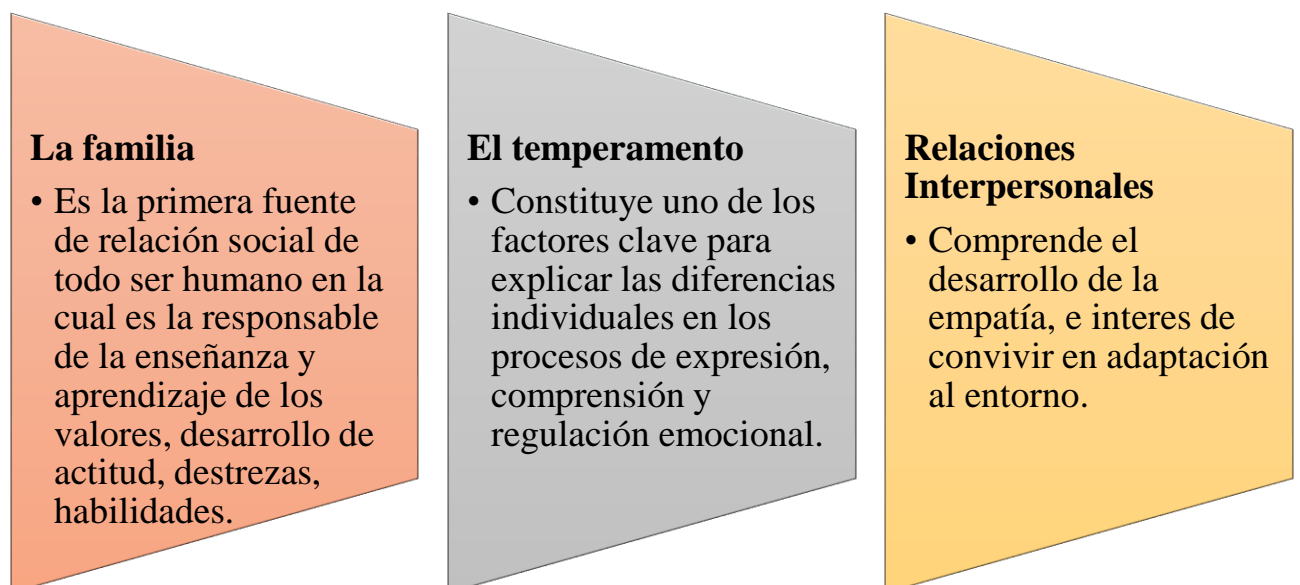 La familia
• Es la primera fuente
de relación social de
todo ser humano en la
cual es la responsable
de la enseñanza y
aprendizaje de los
valores, desarrollo de
actitud, destrezas,
habilidades.
El temperamento
• Constituye uno de los
factores clave para
explicar las diferencias
individuales en los
procesos de expresión,
comprensión y
regulación emocional.
Relaciones
Interpersonales
• Comprende el
desarrollo de la
empatía, e interes de
convivir en adaptación
al entorno.